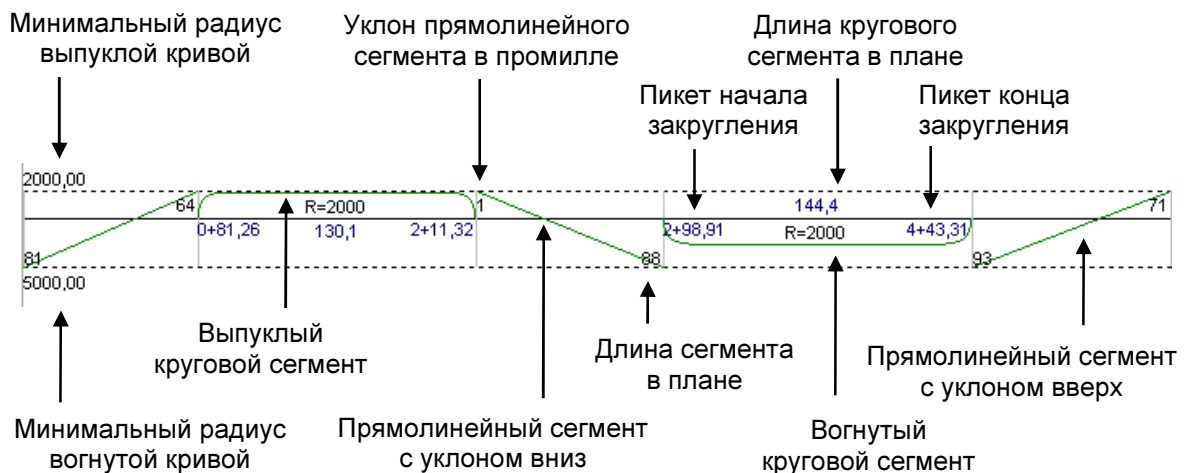 Минимальный радиус
выпуклой кривой
Уклон прямолинейного
сегмента в промилле
Длина кругового
сегмента в плане
Пикет начала
закругления
Пикет конца
закругления
2000,00
64
R=2000
1
144,4
71
0+81,26
130,1
2+11,32
2+98,91
R=2000
4+43,31
81
88
93
5000,00
Выпуклый
круговой сегмент
Длина сегмента
в плане
Прямолинейный сегмент
с уклоном вверх
Минимальный радиус
вогнутой кривой
Прямолинейный сегмент
с уклоном вниз
Вогнутый
круговой сегмент